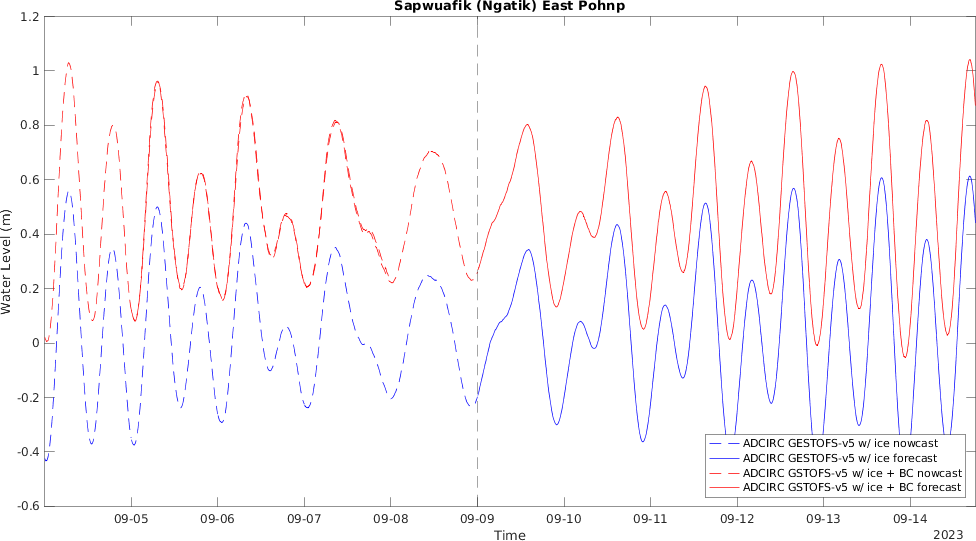 Sapwuafik (Ngatik) East Pohnp
Water Level (m)
1.2
1
0.8
0.6
0.4
0.2
0
-0.2
-0.4
-0.6
ADCIRC GESTOFS-v5 w/ ice nowcast
ADCIRC GESTOFS-v5 w/ ice forecast
ADCIRC GSTOFS-v5 w/ ice + BC nowcast
ADCIRC GSTOFS-v5 w/ ice + BC forecast
09-05 09-06 09-07 09-08 09-09 09-10 09-11 09-12 09-13 09-14
Time
2023